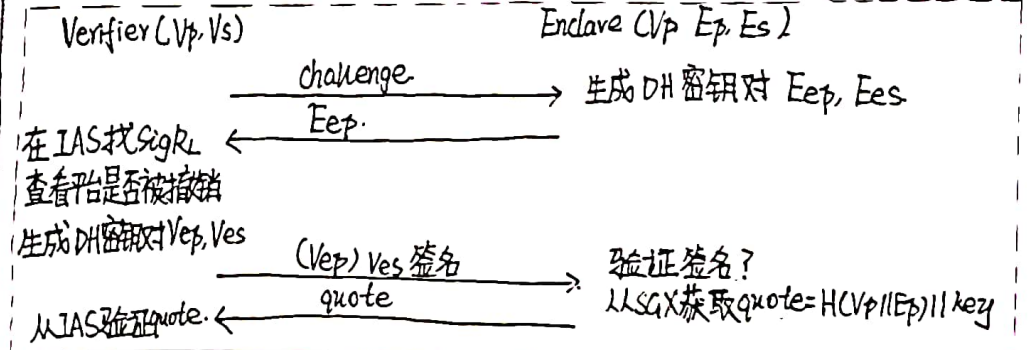 Verifier (Vp, Vs)
Enclave (Vp Ep, Es)
challenge
生成DH密钥对 Eep, Ees
Eep.
在IAS找SigRL
查看平台是否被撤销
生成DH密钥对Vep, Ves
(Vep) Ves 签名
验证签名?
quote
从SGX获取quote=H(Vp||Ep)||key
从IAS验证quote.